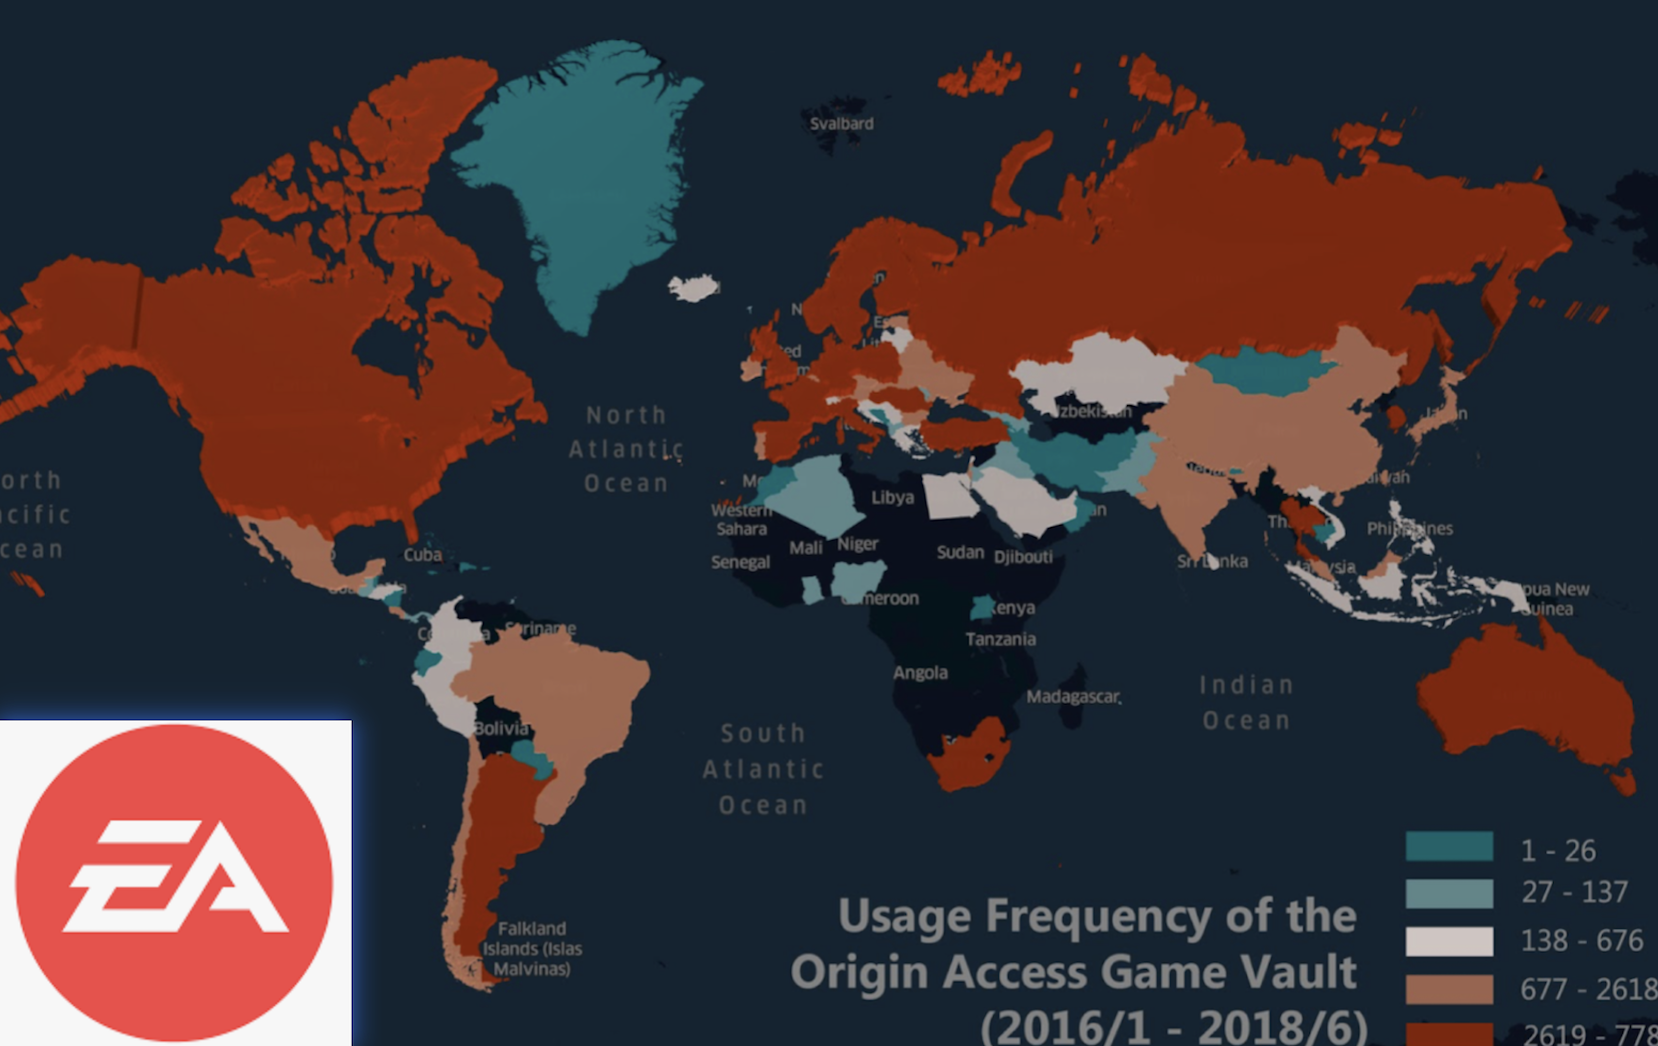 Svalbard
North
Atlantic
Ocean
orth
cific
cean
Libya
Western
Sahara
Mali
Niger
Senegal
Sudan
Djibouti
Cuba
meroon
Kenya
Tanzania
Angola
Madagascar
Suriname
Bolivia
Sri Lanka
Philippines
pua New
Guinea
Indian
Ocean
South
Atlantic
Ocean
Falkland
Islands (Islas
Malvinas)
EA
Usage Frequency of the
Origin Access Game Vault
(2016/1 - 2018/6)
1 - 26
27 - 137
138 - 676
677 - 2618
2619 - 778